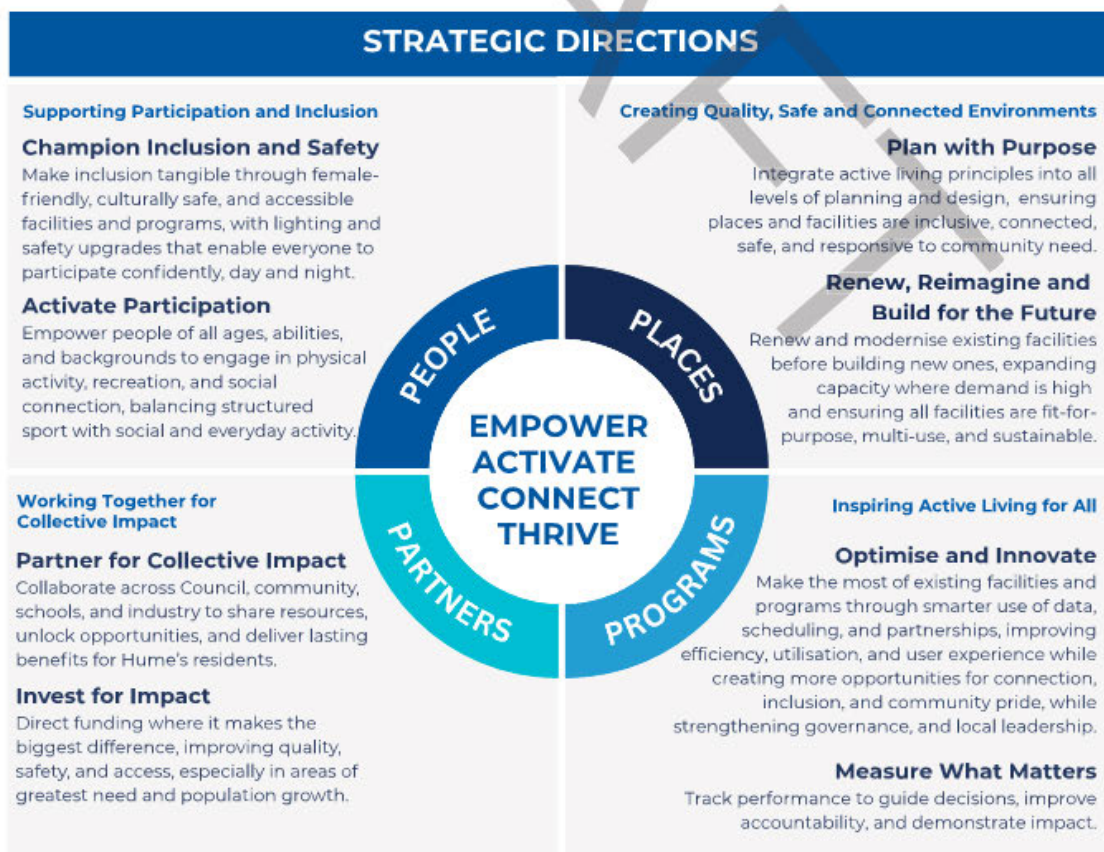 STRATEGIC DIRECTIONS
Supporting Participation and Inclusion
Champion Inclusion and Safety
Make inclusion tangible through female-
friendly, culturally safe, and accessible
facilities and programs, with lighting and
safety upgrades that enable everyone to
participate confidently, day and night.
Activate Participation
Empower people of all ages, abilities,
and backgrounds to engage in physical
activity, recreation, and social
connection, balancing structured
sport with social and everyday activity.
Creating Quality, Safe and Connected Environments
Plan with Purpose
Integrate active living principles into all
levels of planning and design, ensuring
places and facilities are inclusive, connected,
safe, and responsive to community need.
Renew, Reimagine and
Build for the Future
Renew and modernise existing facilities
before building new ones, expanding
capacity where demand is high
and ensuring all facilities are fit-for-
purpose, multi-use, and sustainable.
PEOPLE
PLACES
EMPOWER
ACTIVATE
CONNECT
THRIVE
PARTNERS
PROGRAMS
Working Together for
Collective Impact
Partner for Collective Impact
Collaborate across Council, community,
schools, and industry to share resources,
unlock opportunities, and deliver lasting
benefits for Hume's residents.
Invest for Impact
Direct funding where it makes the
biggest difference, improving quality,
safety, and access, especially in areas of
greatest need and population growth.
Inspiring Active Living for All
Optimise and Innovate
Make the most of existing facilities and
programs through smarter use of data,
scheduling, and partnerships, improving
efficiency, utilisation, and user experience while
creating more opportunities for connection,
inclusion, and community pride, while
strengthening governance, and local leadership.
Measure What Matters
Track performance to guide decisions, improve
accountability, and demonstrate impact.